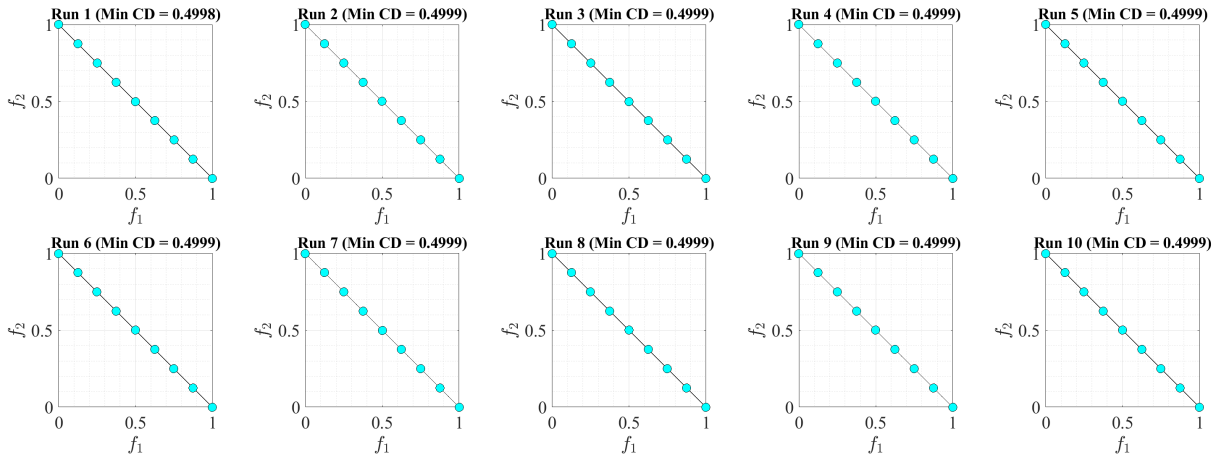 Run 1 (Min CD = 0.4998) Run 2 (Min CD = 0.4999) Run 3 (Min CD = 0.4999) Run 4 (Min CD = 0.4999) Run 5 (Min CD = 0.4999)
1 1 1 1 1
f2 f2 f2 f2 f2
0.5 0.5 0.5 0.5 0.5
0 0 0 0 0
0 0.5 1 0 0.5 1 0 0.5 1 0 0.5 1 0 0.5 1
f1 f1 f1 f1 f1
Run 6 (Min CD = 0.4999) Run 7 (Min CD = 0.4999) Run 8 (Min CD = 0.4999) Run 9 (Min CD = 0.4999) Run 10 (Min CD = 0.4999)
1 1 1 1 1
f2 f2 f2 f2 f2
0.5 0.5 0.5 0.5 0.5
0 0 0 0 0
0 0.5 1 0 0.5 1 0 0.5 1 0 0.5 1 0 0.5 1
f1 f1 f1 f1 f1